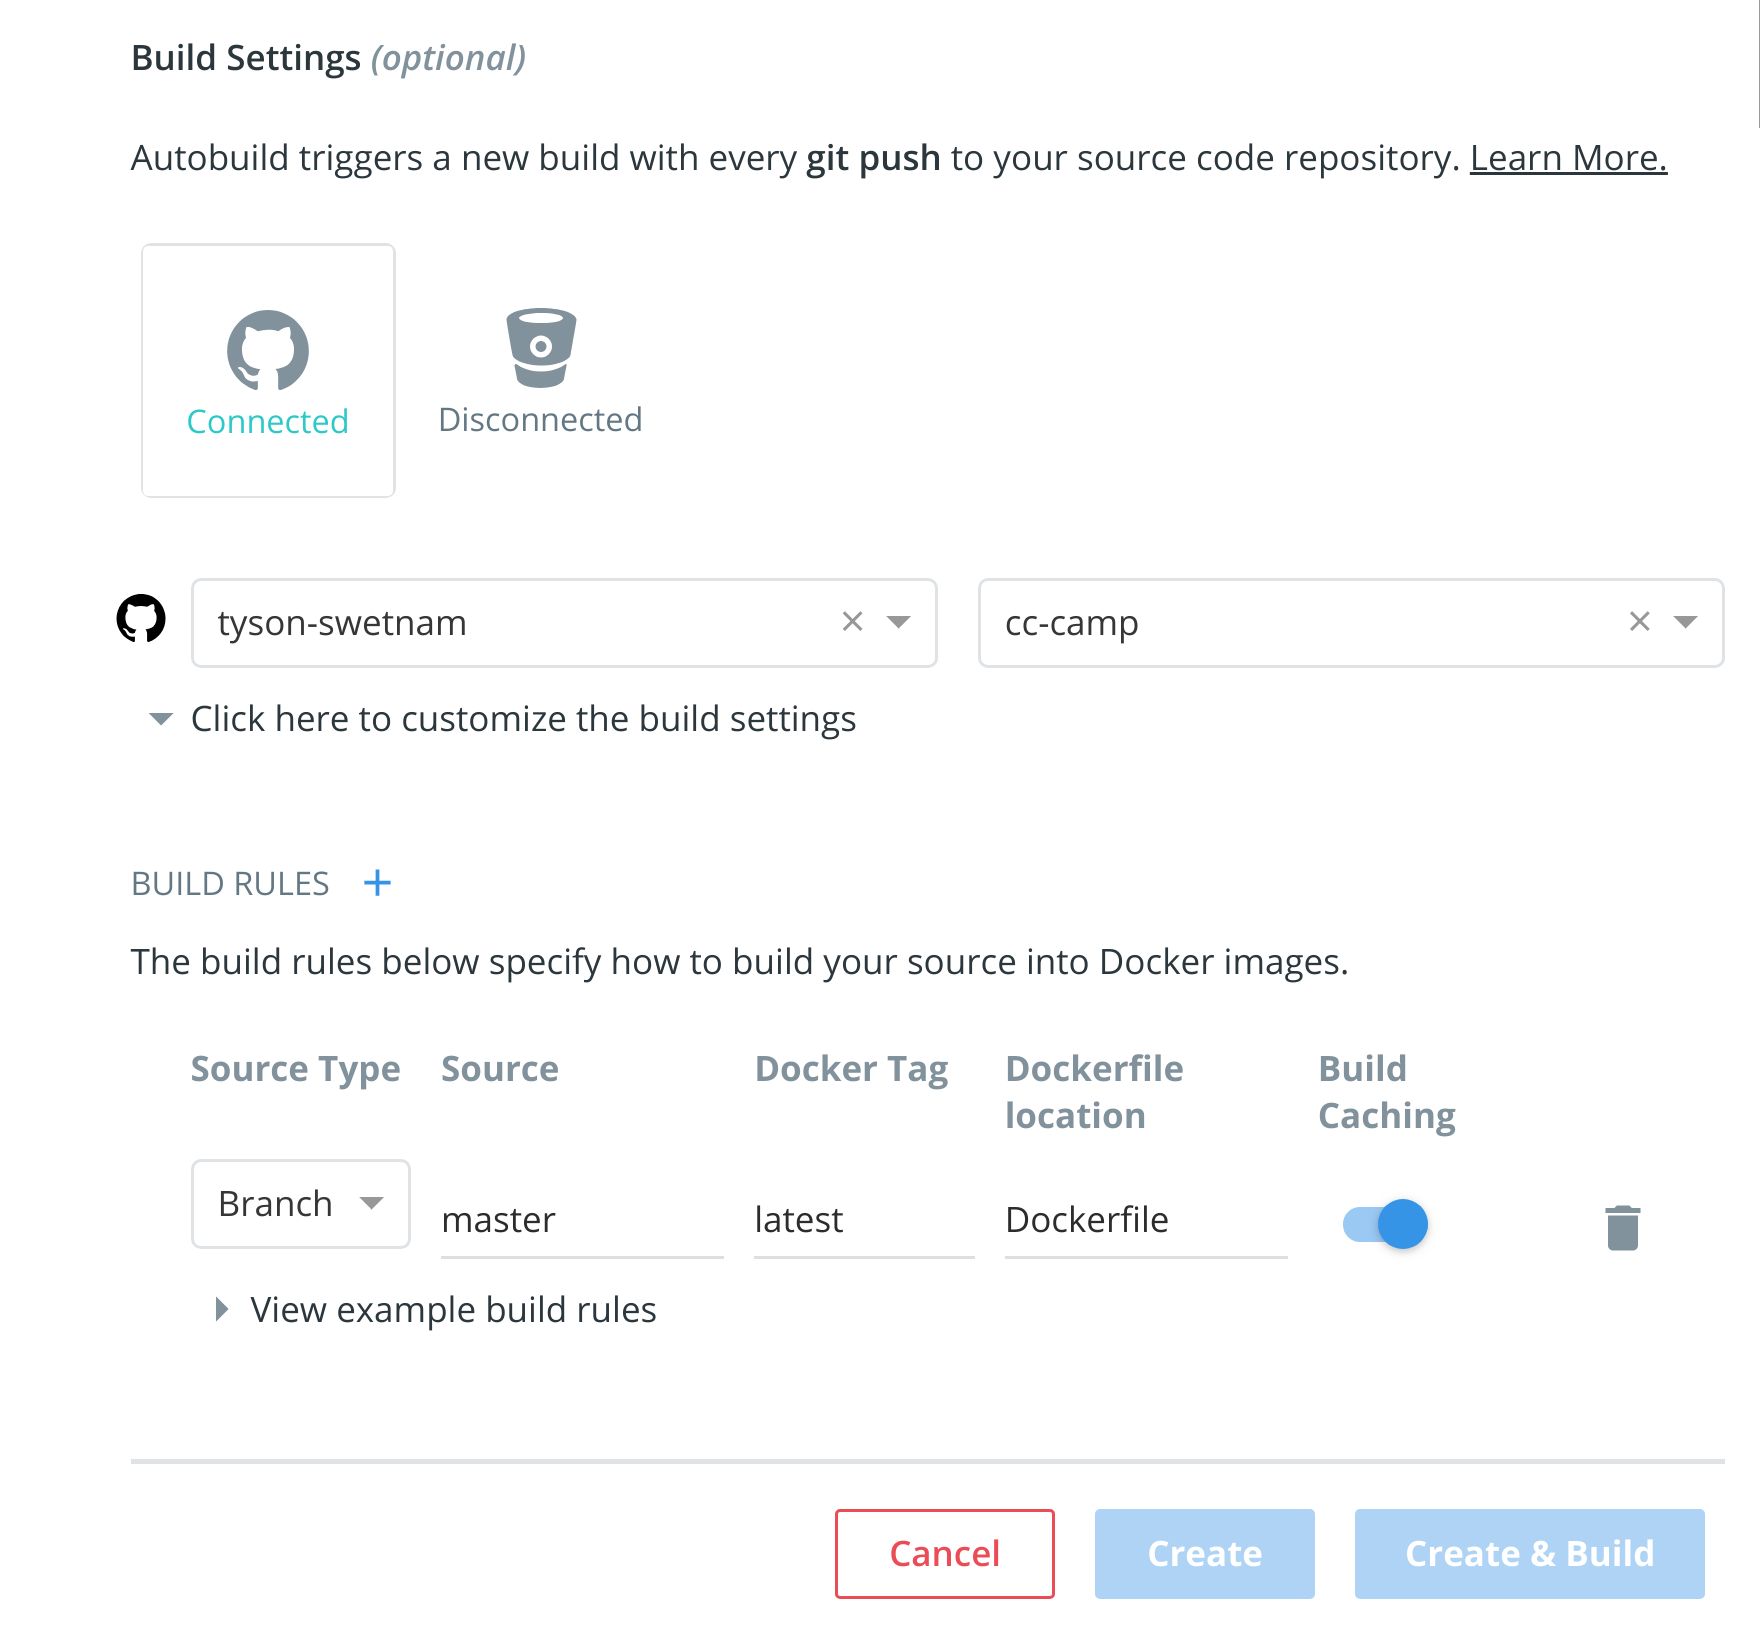 Build Settings (optional)
Autobuild triggers a new build with every git push to your source code repository. Learn More.
Connected
Disconnected
tyson-swetnam
cc-camp
Click here to customize the build settings
BUILD RULES
The build rules below specify how to build your source into Docker images.
Source Type Source Docker Tag Dockerfile location Build Caching
Branch master latest Dockerfile
View example build rules
Cancel Create Create & Build